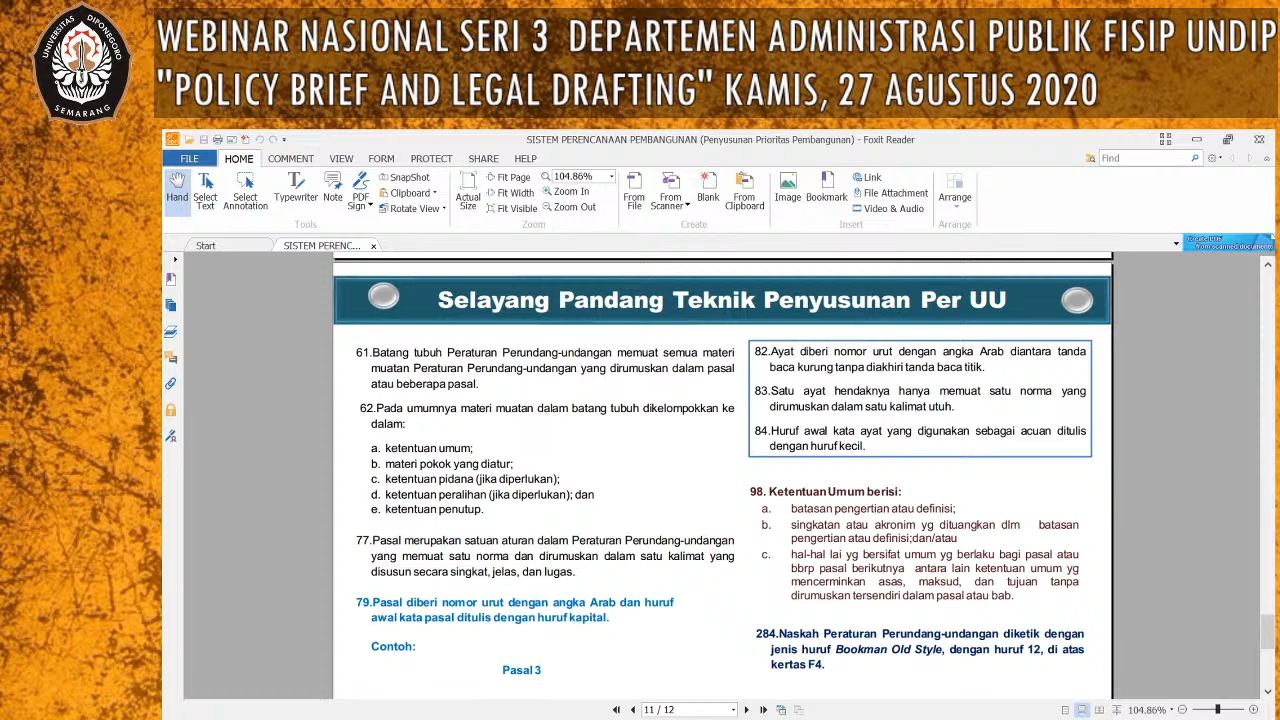 UNIVERSITAS DIPONEGORO
SEMARANG
WEBINAR NASIONAL SERI 3 DEPARTEMEN ADMINISTRASI PUBLIK FISIP UNDIP
"POLICY BRIEF AND LEGAL DRAFTING" KAMIS, 27 AGUSTUS 2020
SISTEM PERENCANAAN PEMBANGUNAN (Penyusunan Prioritas Pembangunan) - Foxit Reader
FILE HOME COMMENT VIEW FORM PROTECT SHARE HELP
Find
Hand
Select Text
Select Annotation
SnapShot
Clipboard
Rotate View
Typewriter
Note
PDF Sign
Tools
Actual Size
Fit Page
Fit Width
Fit Visible
104.86%
Zoom In
Zoom Out
Zoom
From File
From Scanner
Blank
From Clipboard
Create
Image
Bookmark
Link
File Attachment
Video & Audio
Insert
Arrange
Arrange
Start
SISTEM PERENC...
Create PDF
from scanned documents
Selayang Pandang Teknik Penyusunan Per UU
61.Batang tubuh Peraturan Perundang-undangan memuat semua materi
muatan Peraturan Perundang-undangan yang dirumuskan dalam pasal
atau beberapa pasal.
62.Pada umumnya materi muatan dalam batang tubuh dikelompokkan ke
dalam:
a. ketentuan umum;
b. materi pokok yang diatur;
c. ketentuan pidana (jika diperlukan);
d. ketentuan peralihan (jika diperlukan); dan
e. ketentuan penutup.
77.Pasal merupakan satuan aturan dalam Peraturan Perundang-undangan
yang memuat satu norma dan dirumuskan dalam satu kalimat yang
disusun secara singkat, jelas, dan lugas.
79.Pasal diberi nomor urut dengan angka Arab dan huruf
awal kata pasal ditulis dengan huruf kapital.
Contoh:
Pasal 3
82.Ayat diberi nomor urut dengan angka Arab diantara tanda
baca kurung tanpa diakhiri tanda baca titik.
83.Satu ayat hendaknya hanya memuat satu norma yang
dirumuskan dalam satu kalimat utuh.
84.Huruf awal kata ayat yang digunakan sebagai acuan ditulis
dengan huruf kecil.
98. Ketentuan Umum berisi:
a. batasan pengertian atau definisi;
b. singkatan atau akronim yg dituangkan dlm batasan
pengertian atau definisi;dan/atau
c. hal-hal lai yg bersifat umum yg berlaku bagi pasal atau
bbrp pasal berikutnya antara lain ketentuan umum yg
mencerminkan asas, maksud, dan tujuan tanpa
dirumuskan tersendiri dalam pasal atau bab.
284.Naskah Peraturan Perundang-undangan diketik dengan
jenis huruf Bookman Old Style, dengan huruf 12, di atas
kertas F4.
11 / 12
104.86%